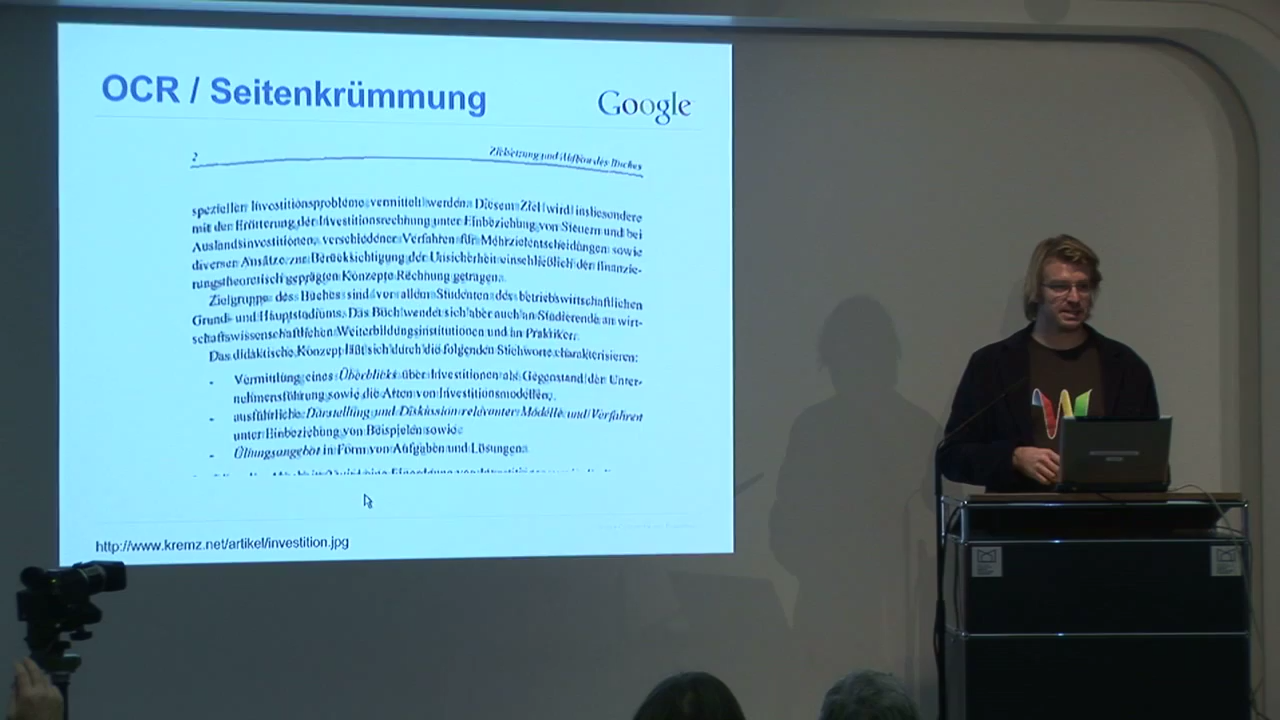 OCR / Seitenkrümmung
Google
2
Zielsetzung und Aufbau des Buches
spezieller Investitionsprobleme vermittelt werden. Diesem Ziel wird insbesondere
mit der Erörterung der Investitionsrechnung unter Einbeziehung von Steuern und bei
Auslandsinvestitionen, verschiedener Verfahren für Mehrzielentscheidungen sowie
diverser Ansätze zur Berücksichtigung der Unsicherheit einschließlich der finanzie-
rungstheoretisch geprägten Konzepte Rechnung getragen.
Zielgruppe des Buches sind vor allem Studenten des betriebswirtschaftlichen
Grund- und Hauptstudiums. Das Buch wendet sich aber auch an Studierende an wirt-
schaftswissenschaftlichen Weiterbildungsinstitutionen und an Praktiker.
Das didaktische Konzept läßt sich durch die folgenden Stichworte charakterisieren:
- Vermittlung eines Überblicks über Investitionen als Gegenstand der Unter-
nehmensführung sowie die Arten von Investitionsmodellen,
- ausführliche Darstellung und Diskussion relevanter Modelle und Verfahren
unter Einbeziehung von Beispielen sowie
- Übungsangebot in Form von Aufgaben und Lösungen.
http://www.kremz.net/artikel/investition.jpg